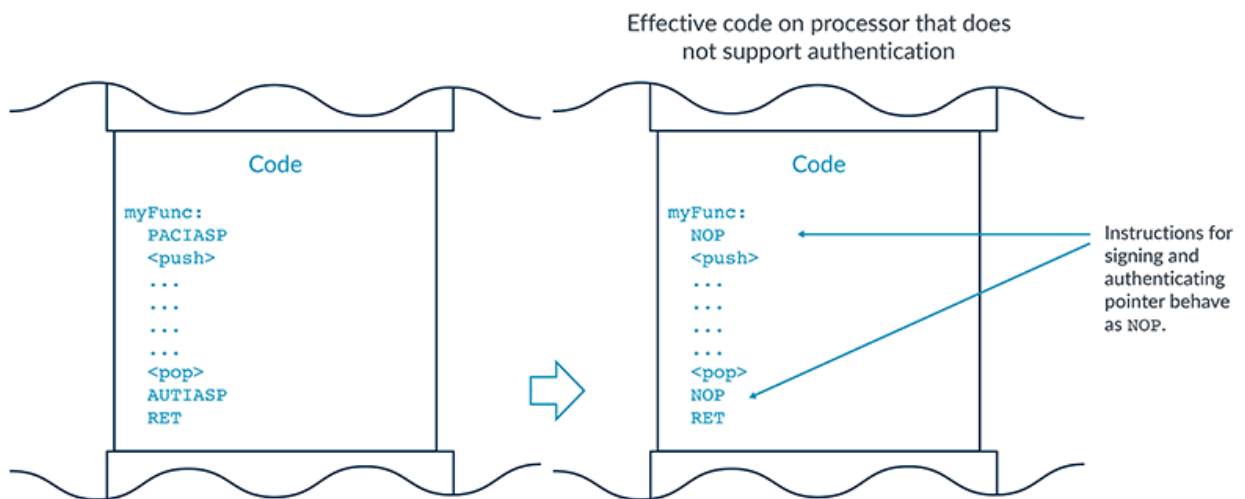 Effective code on processor that does
not support authentication
Code
myFunc:
PACIASP
<push>
...
...
...
...
<pop>
AUTIASP
RET
Code
myFunc:
NOP
<push>
...
...
...
...
<pop>
NOP
RET
Instructions for
signing and
authenticating
pointer behave
as NOP.